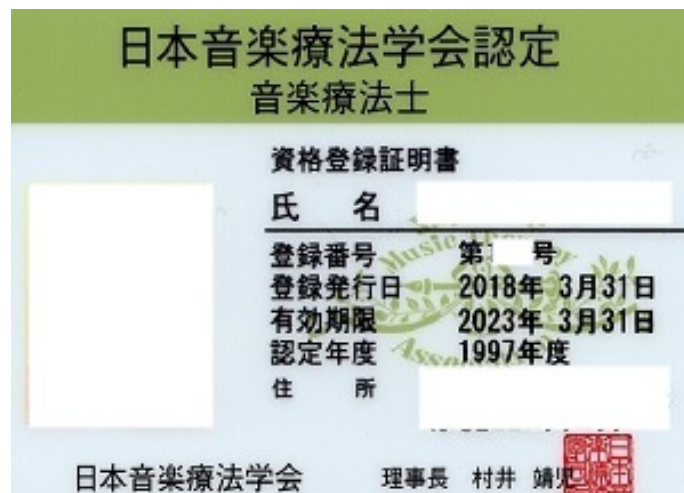 日本音楽療法学会認定
音楽療法士
資格登録証明書
氏 名
登録番号 第 号
登録発行日 2018年 3月31日
有効期限 2023年 3月31日
認定年度 1997年度
住 所
Music Therapy
Association
日本音楽療法学会 理事長 村井 靖児